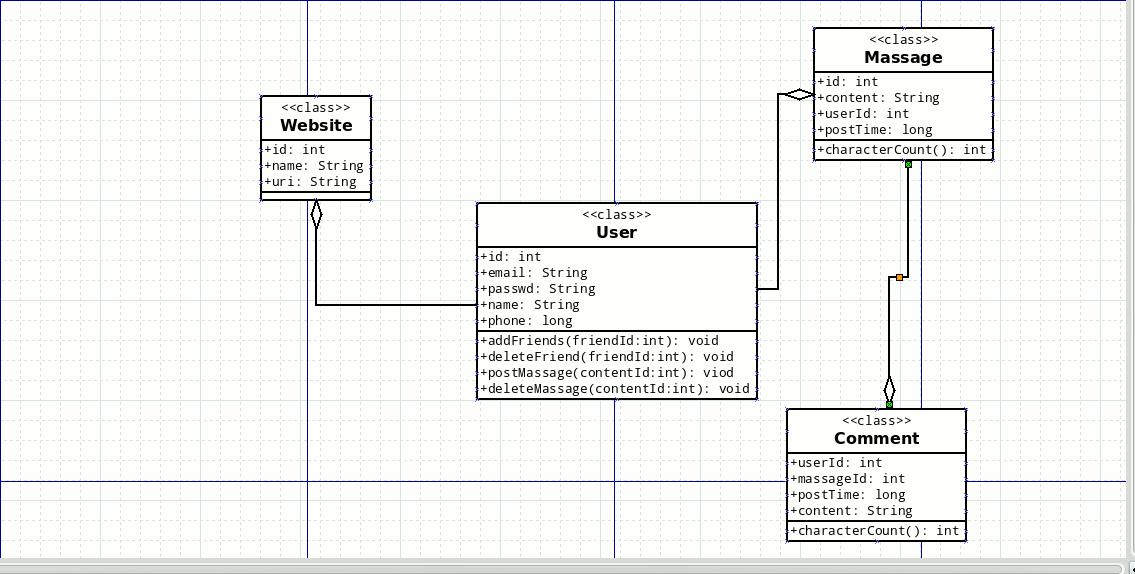 <<class>>
Website
+id: int
+name: String
+uri: String
<<class>>
User
+id: int
+email: String
+passwd: String
+name: String
+phone: long
+addFriends(friendId:int): void
+deleteFriend(friendId:int): void
+postMassage(contentId:int): viod
+deleteMassage(contentId:int): void
<<class>>
Massage
+id: int
+content: String
+userId: int
+postTime: long
+characterCount(): int
<<class>>
Comment
+userId: int
+massageId: int
+postTime: long
+content: String
+characterCount(): int